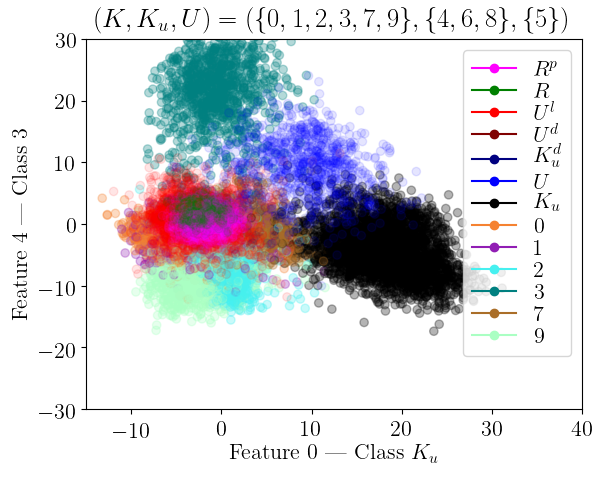 (K, K_u, U) = ({0, 1, 2, 3, 7, 9}, {4, 6, 8}, {5})
30
20
10
0
−10
−20
−30
Feature 4 — Class 3
R^p
R
U^l
U^d
K_u^d
U
K_u
0
1
2
3
7
9
−10
0
10
20
30
40
Feature 0 — Class K_u